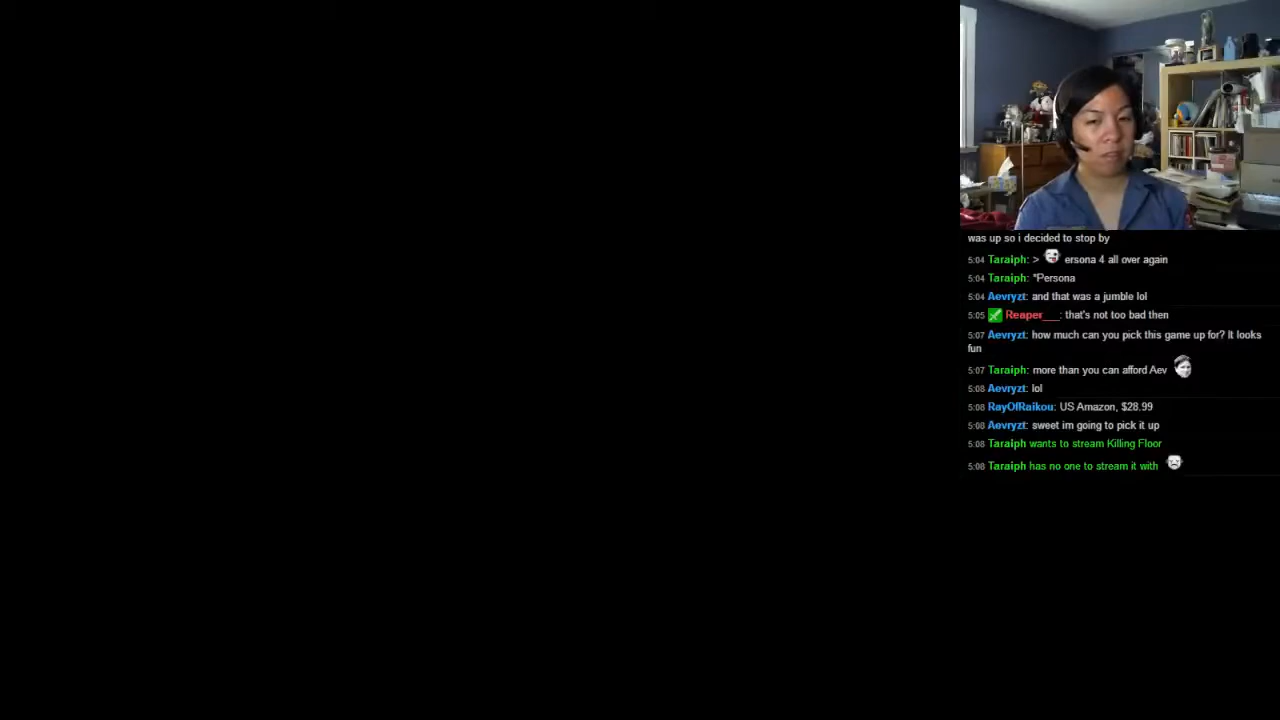 was up so i decided to stop by
5:04 Taraiph: > ersona 4 all over again
5:04 Taraiph: *Persona
5:04 Aevryzt: and that was a jumble lol
5:05 Reaper___: that's not too bad then
5:07 Aevryzt: how much can you pick this game up for? It looks
fun
5:07 Taraiph: more than you can afford Aev
5:08 Aevryzt: lol
5:08 RayOfRaikou: US Amazon, $28.99
5:08 Aevryzt: sweet im going to pick it up
5:08 Taraiph wants to stream Killing Floor
5:08 Taraiph has no one to stream it with